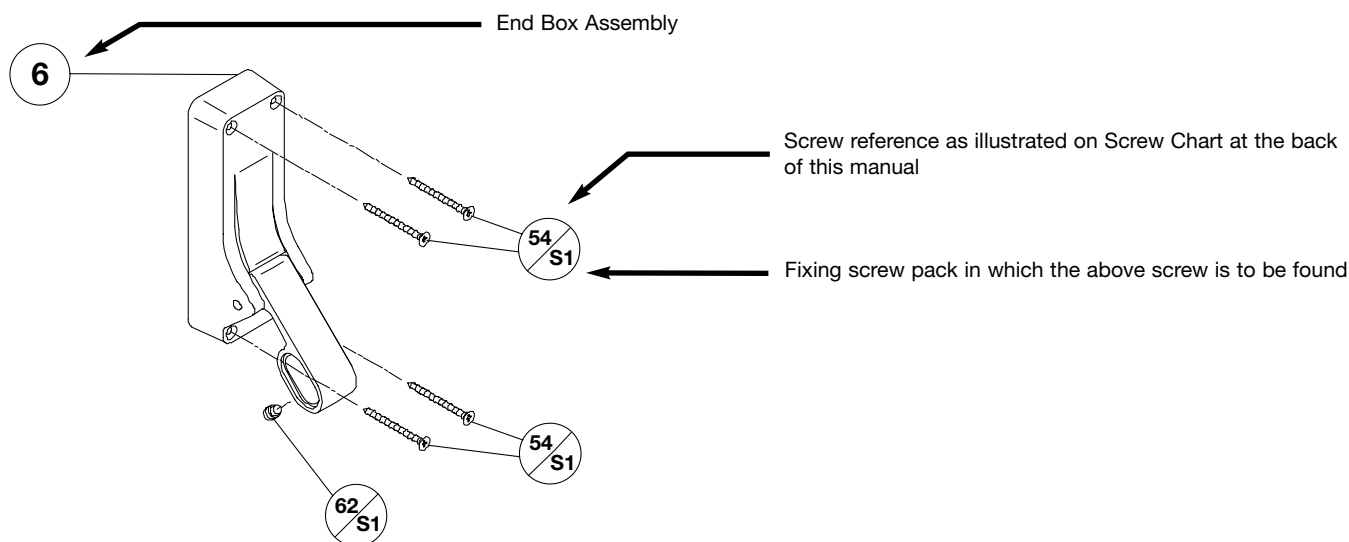 End Box Assembly
6
Screw reference as illustrated on Screw Chart at the back
of this manual
54
S1
Fixing screw pack in which the above screw is to be found
54
S1
62
S1